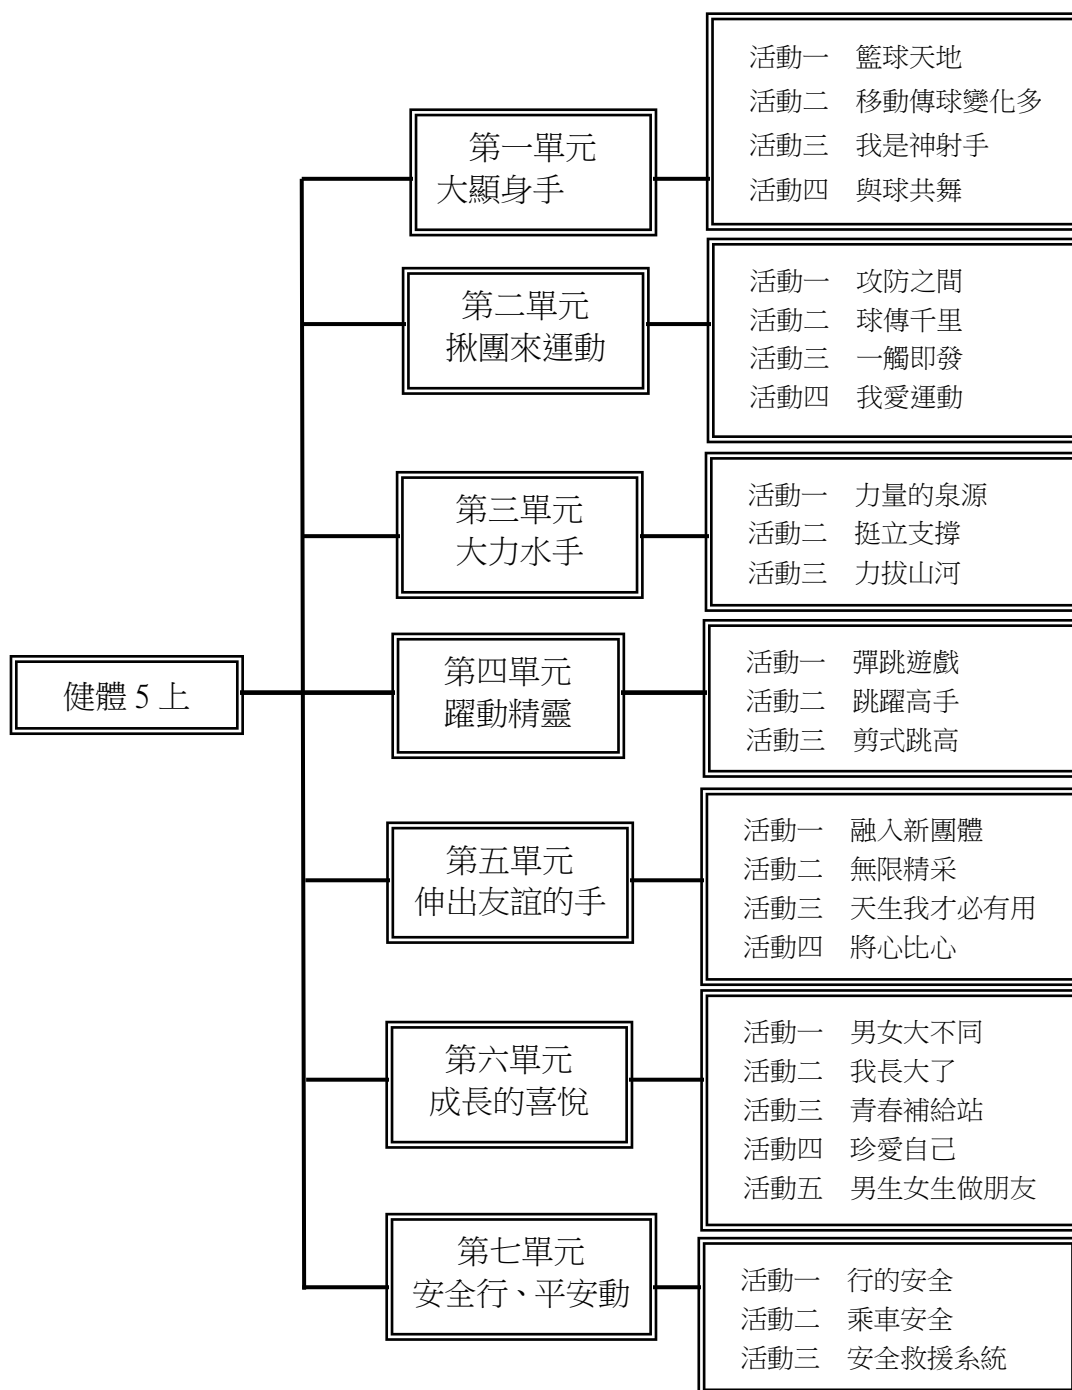 健體 5 上
第一單元
大顯身手
活動一　籃球天地
活動二　移動傳球變化多
活動三　我是神射手
活動四　與球共舞
第二單元
揪團來運動
活動一　攻防之間
活動二　球傳千里
活動三　一觸即發
活動四　我愛運動
第三單元
大力水手
活動一　力量的泉源
活動二　挺立支撐
活動三　力拔山河
第四單元
躍動精靈
活動一　彈跳遊戲
活動二　跳躍高手
活動三　剪式跳高
第五單元
伸出友誼的手
活動一　融入新團體
活動二　無限精采
活動三　天生我才必有用
活動四　將心比心
第六單元
成長的喜悅
活動一　男女大不同
活動二　我長大了
活動三　青春補給站
活動四　珍愛自己
活動五　男生女生做朋友
第七單元
安全行、平安動
活動一　行的安全
活動二　乘車安全
活動三　安全救援系統